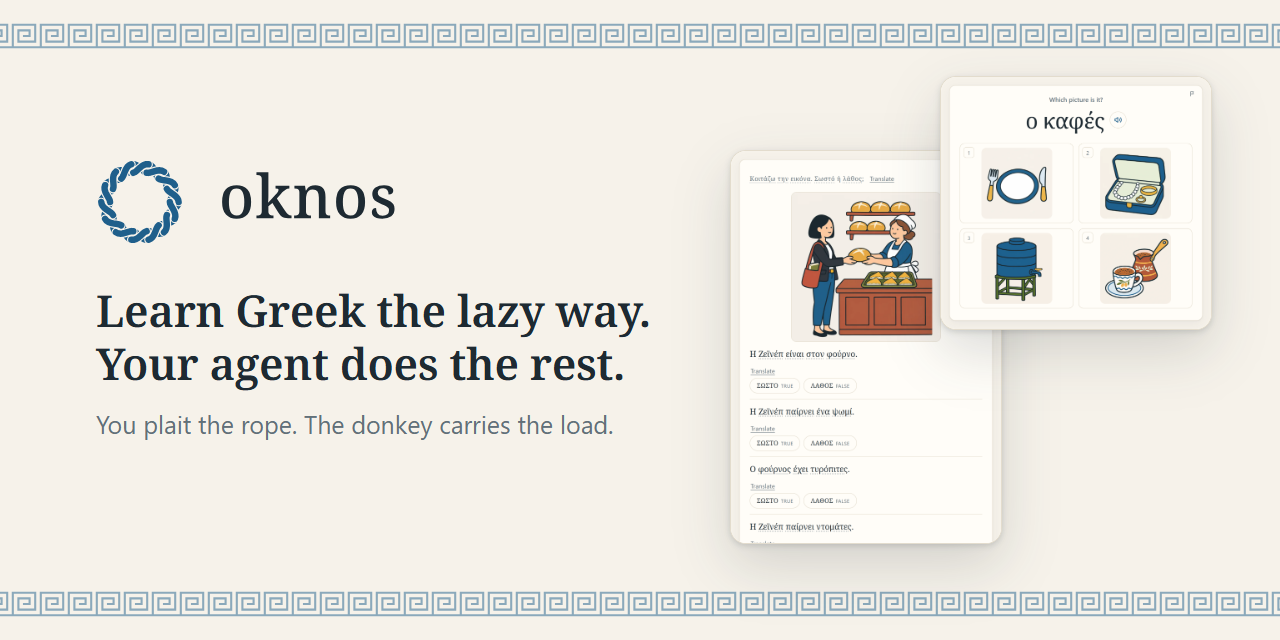 oknos
Learn Greek the lazy way.
Your agent does the rest.
You plait the rope. The donkey carries the load.
Κοιτάζω την εικόνα. Σωστό ή λάθος; Translate
Η Ζεϊνέπ είναι στον φούρνο.
Translate
ΣΩΣΤΟ TRUE ΛΑΘΟΣ FALSE
Η Ζεϊνέπ παίρνει ένα ψωμί.
Translate
ΣΩΣΤΟ TRUE ΛΑΘΟΣ FALSE
Ο φούρνος έχει τυρόπιτες.
Translate
ΣΩΣΤΟ TRUE ΛΑΘΟΣ FALSE
Η Ζεϊνέπ παίρνει ντομάτες.
Which picture is it?
ο καφές
1
2
3
4